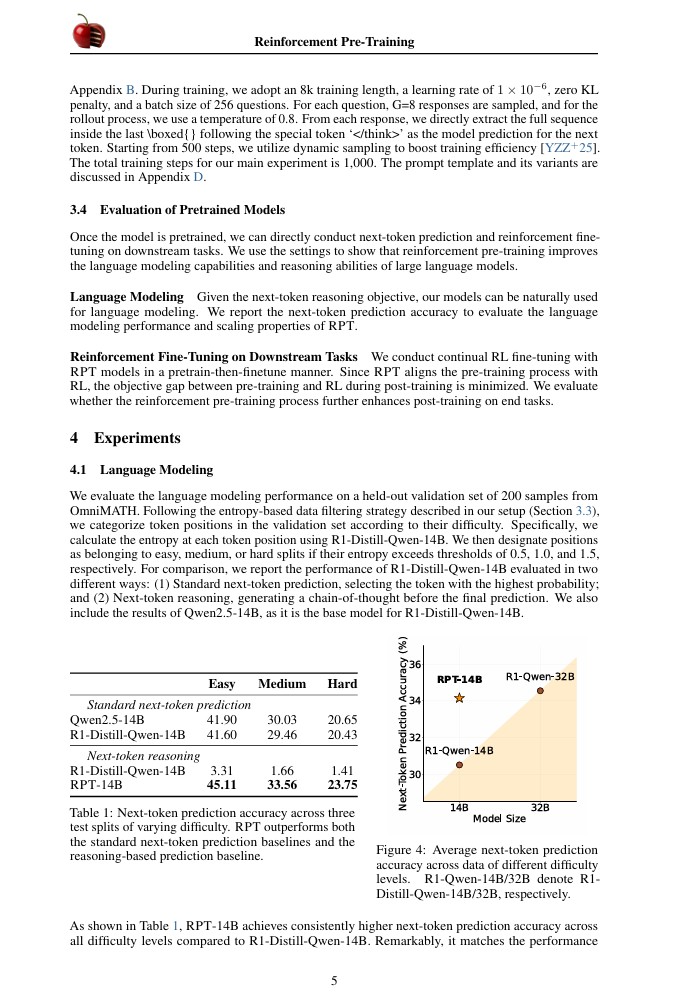 Reinforcement Pre-Training
Appendix B. During training, we adopt an 8k training length, a learning rate of 1 × 10⁻⁶, zero KL
penalty, and a batch size of 256 questions. For each question, G=8 responses are sampled, and for the
rollout process, we use a temperature of 0.8. From each response, we directly extract the full sequence
inside the last \boxed{} following the special token ‘</think>’ as the model prediction for the next
token. Starting from 500 steps, we utilize dynamic sampling to boost training efficiency [YZZ⁺25].
The total training steps for our main experiment is 1,000. The prompt template and its variants are
discussed in Appendix D.
3.4 Evaluation of Pretrained Models
Once the model is pretrained, we can directly conduct next-token prediction and reinforcement fine-
tuning on downstream tasks. We use the settings to show that reinforcement pre-training improves
the language modeling capabilities and reasoning abilities of large language models.
Language Modeling Given the next-token reasoning objective, our models can be naturally used
for language modeling. We report the next-token prediction accuracy to evaluate the language
modeling performance and scaling properties of RPT.
Reinforcement Fine-Tuning on Downstream Tasks We conduct continual RL fine-tuning with
RPT models in a pretrain-then-finetune manner. Since RPT aligns the pre-training process with
RL, the objective gap between pre-training and RL during post-training is minimized. We evaluate
whether the reinforcement pre-training process further enhances post-training on end tasks.
4 Experiments
4.1 Language Modeling
We evaluate the language modeling performance on a held-out validation set of 200 samples from
OmniMATH. Following the entropy-based data filtering strategy described in our setup (Section 3.3),
we categorize token positions in the validation set according to their difficulty. Specifically, we
calculate the entropy at each token position using R1-Distill-Qwen-14B. We then designate positions
as belonging to easy, medium, or hard splits if their entropy exceeds thresholds of 0.5, 1.0, and 1.5,
respectively. For comparison, we report the performance of R1-Distill-Qwen-14B evaluated in two
different ways: (1) Standard next-token prediction, selecting the token with the highest probability;
and (2) Next-token reasoning, generating a chain-of-thought before the final prediction. We also
include the results of Qwen2.5-14B, as it is the base model for R1-Distill-Qwen-14B.
Easy Medium Hard
Standard next-token prediction
Qwen2.5-14B 41.90 30.03 20.65
R1-Distill-Qwen-14B 41.60 29.46 20.43
Next-token reasoning
R1-Distill-Qwen-14B 3.31 1.66 1.41
RPT-14B 45.11 33.56 23.75
Table 1: Next-token prediction accuracy across three
test splits of varying difficulty. RPT outperforms both
the standard next-token prediction baselines and the
reasoning-based prediction baseline.
Next-Token Prediction Accuracy (%)
36
34
32
30
RPT-14B
R1-Qwen-32B
R1-Qwen-14B
14B 32B
Model Size
Figure 4: Average next-token prediction
accuracy across data of different difficulty
levels. R1-Qwen-14B/32B denote R1-
Distill-Qwen-14B/32B, respectively.
As shown in Table 1, RPT-14B achieves consistently higher next-token prediction accuracy across
all difficulty levels compared to R1-Distill-Qwen-14B. Remarkably, it matches the performance
5